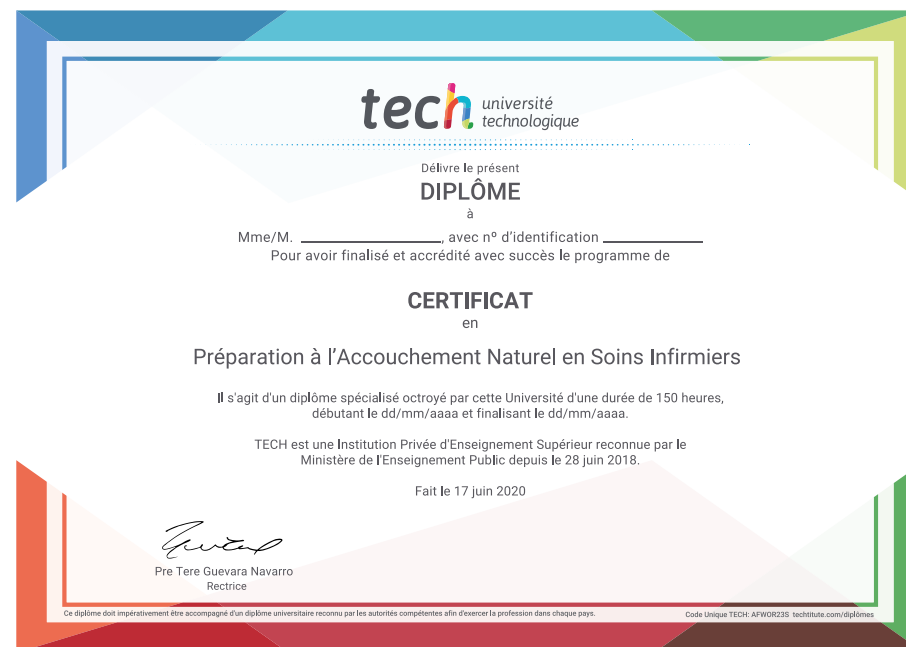 tech université
technologique
Délivre le présent
DIPLÔME
à
Mme/M. ____________________, avec nº d'identification ______________
Pour avoir finalisé et accrédité avec succès le programme de
CERTIFICAT
en
Préparation à l'Accouchement Naturel en Soins Infirmiers
Il s'agit d'un diplôme spécialisé octroyé par cette Université d'une durée de 150 heures,
débutant le dd/mm/aaaa et finalisant le dd/mm/aaaa.
TECH est une Institution Privée d'Enseignement Supérieur reconnue par le
Ministère de l'Enseignement Public depuis le 28 juin 2018.
Fait le 17 juin 2020
Pre Tere Guevara Navarro
Rectrice
Ce diplôme doit impérativement être accompagné d'un diplôme universitaire reconnu par les autorités compétentes afin d'exercer la profession dans chaque pays.
Code Unique TECH: AFWOR23S techtitute.com/diplômes